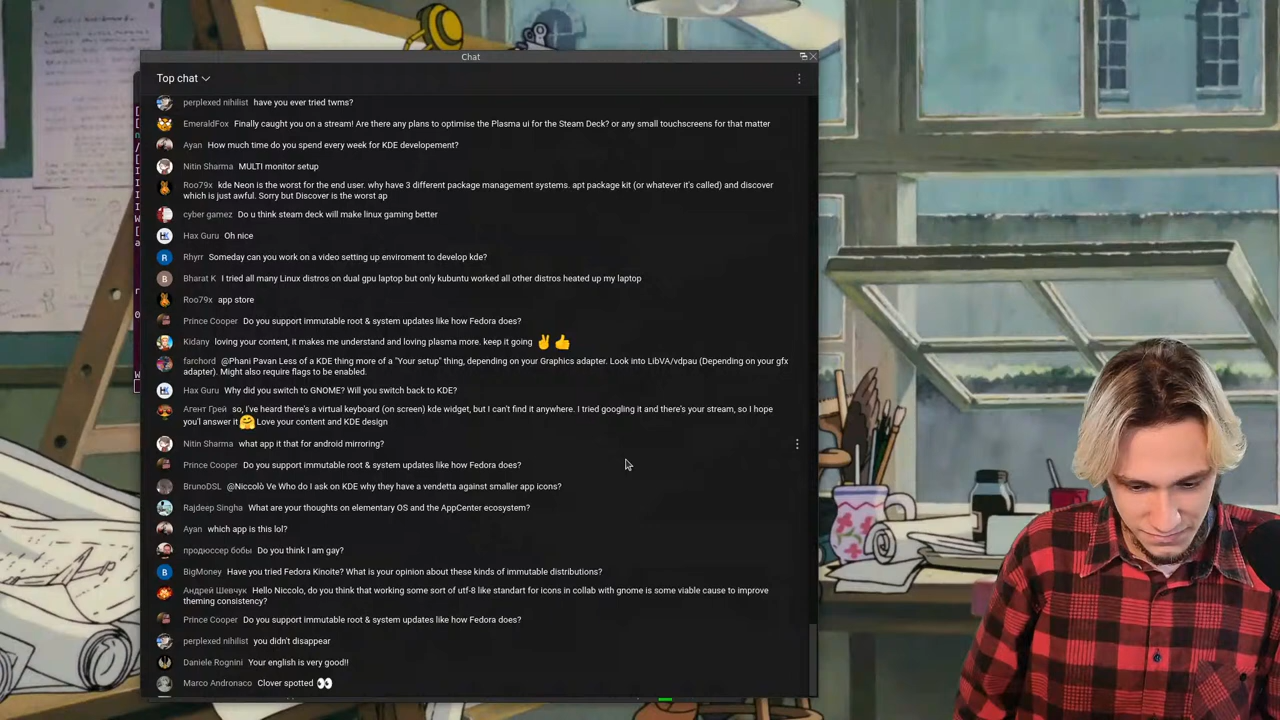 Chat
Top chat
perplexed nihilist have you ever tried twms?
EmeraldFox Finally caught you on a stream! Are there any plans to optimise the Plasma ui for the Steam Deck? or any small touchscreens for that matter
Ayan How much time do you spend every week for KDE developement?
Nitin Sharma MULTI monitor setup
Roo79x kde Neon is the worst for the end user. why have 3 different package management systems. apt package kit (or whatever it's called) and discover
which is just awful. Sorry but Discover is the worst ap
cyber gamez Do u think steam deck will make linux gaming better
Hax Guru Oh nice
R Rhyrr Someday can you work on a video setting up enviroment to develop kde?
B Bharat K I tried all many Linux distros on dual gpu laptop but only kubuntu worked all other distros heated up my laptop
Roo79x app store
Prince Cooper Do you support immutable root & system updates like how Fedora does?
Kidany loving your content, it makes me understand and loving plasma more. keep it going ✌👍
farchord @Phani Pavan Less of a KDE thing more of a "Your setup" thing, depending on your Graphics adapter. Look into LibVA/vdpau (Depending on your gfx
adapter). Might also require flags to be enabled.
Hax Guru Why did you switch to GNOME? Will you switch back to KDE?
Агент Грей so, I've heard there's a virtual keyboard (on screen) kde widget, but I can't find it anywhere. I tried googling it and there's your stream, so I hope
you'l answer it🤗 Love your content and KDE design
Nitin Sharma what app it that for android mirroring?
Prince Cooper Do you support immutable root & system updates like how Fedora does?
BrunoDSL @Niccolò Ve Who do I ask on KDE why they have a vendetta against smaller app icons?
Rajdeep Singha What are your thoughts on elementary OS and the AppCenter ecosystem?
Ayan which app is this lol?
продюссер бобы Do you think I am gay?
B BigMoney Have you tried Fedora Kinoite? What is your opinion about these kinds of immutable distributions?
Андрей Шевчук Hello Niccolo, do you think that working some sort of utf-8 like standart for icons in collab with gnome is some viable cause to improve
theming consistency?
Prince Cooper Do you support immutable root & system updates like how Fedora does?
perplexed nihilist you didn't disappear
Daniele Rognini Your english is very good!!
Marco Andronaco Clover spotted 👀